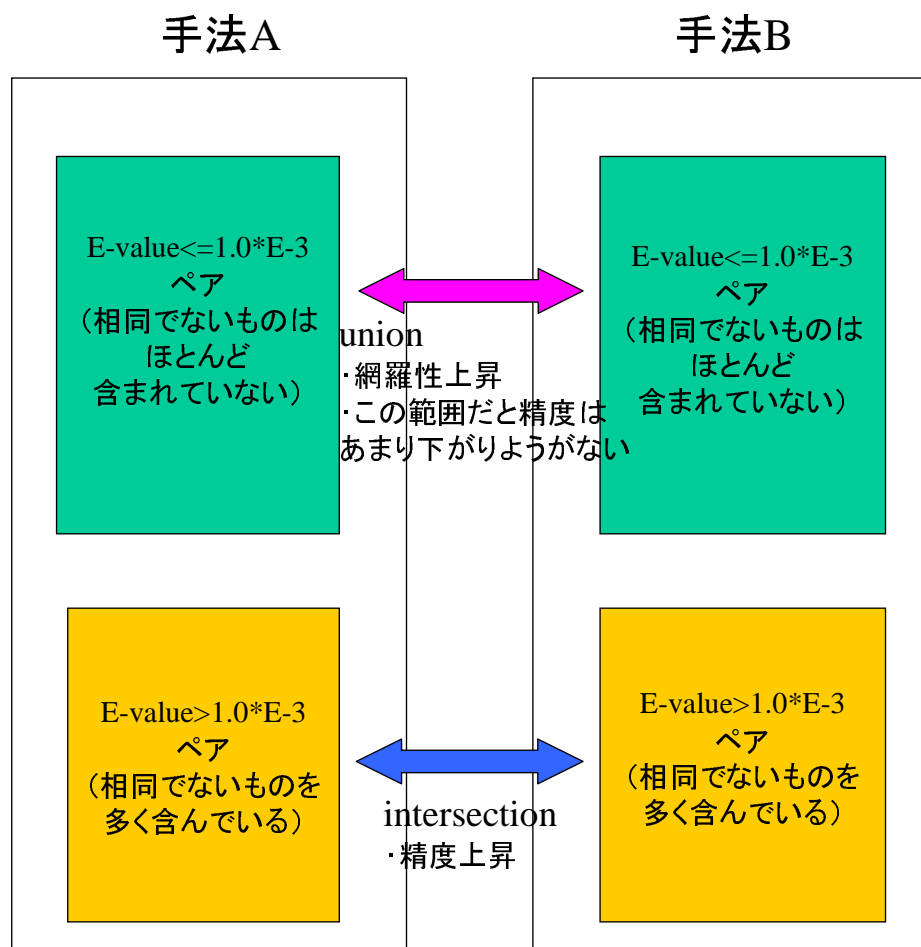 手法A
手法B
E-value<=1.0*E-3
ペア
（相同でないものは
ほとんど
含まれていない）
union
・網羅性上昇
・この範囲だと精度は
あまり下がりようがない
E-value<=1.0*E-3
ペア
（相同でないものは
ほとんど
含まれていない）
E-value>1.0*E-3
ペア
（相同でないものを
多く含んでいる）
intersection
・精度上昇
E-value>1.0*E-3
ペア
（相同でないものを
多く含んでいる）